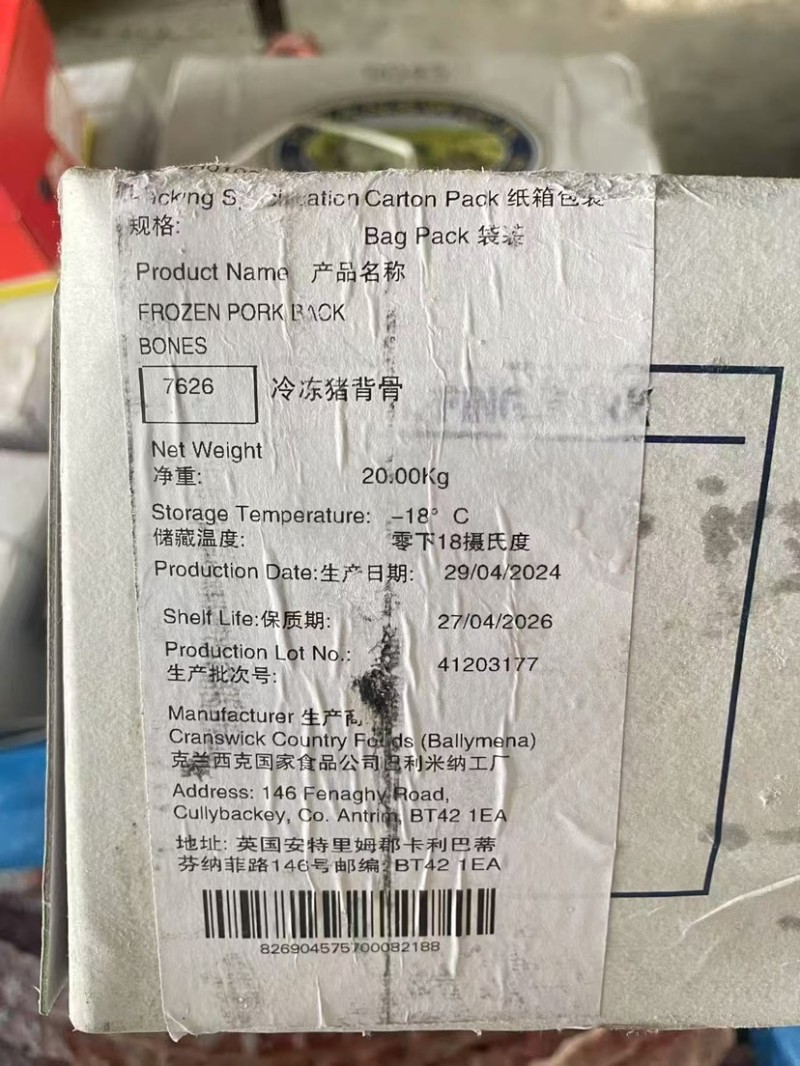 Carton Pack 纸箱包装
规格:
Bag Pack 袋装
Product Name 产品名称
FROZEN PORK BACK
BONES
7626 冷冻猪背骨
Net Weight
净重: 20.00Kg
Storage Temperature: -18° C
储藏温度: 零下18摄氏度
Production Date:生产日期: 29/04/2024
Shelf Life:保质期: 27/04/2026
Production Lot No.:
生产批次号: 41203177
Manufacturer 生产商
Cranswick Country Foods (Ballymena)
克兰西克国家食品公司巴利米纳工厂
Address: 146 Fenaghy Road,
Cullybackey, Co. Antrim, BT42 1EA
地址: 英国安特里姆郡卡利巴蒂
芬纳菲路146号邮编: BT42 1EA
826904575700082188